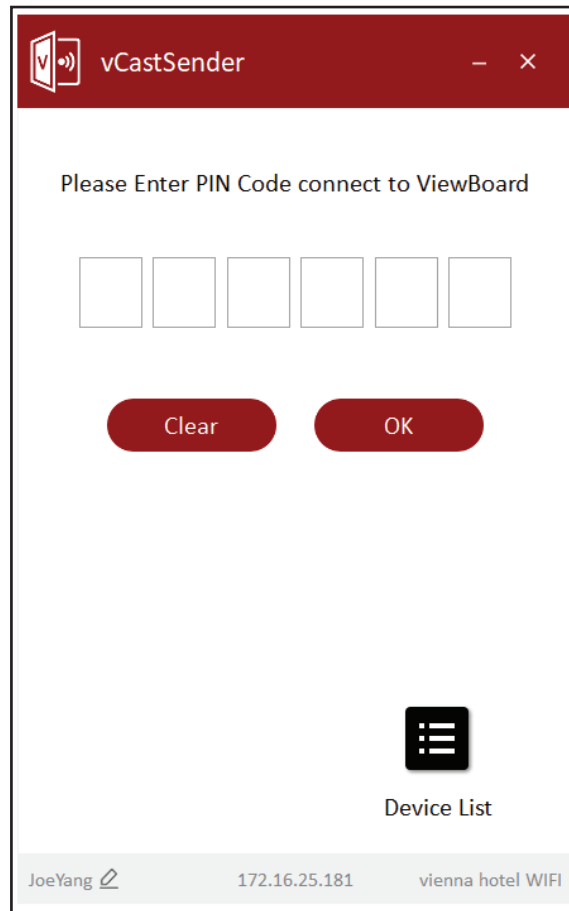 vCastSender
Please Enter PIN Code connect to ViewBoard
Clear OK
Device List
JoeYang 172.16.25.181 vienna hotel WIFI